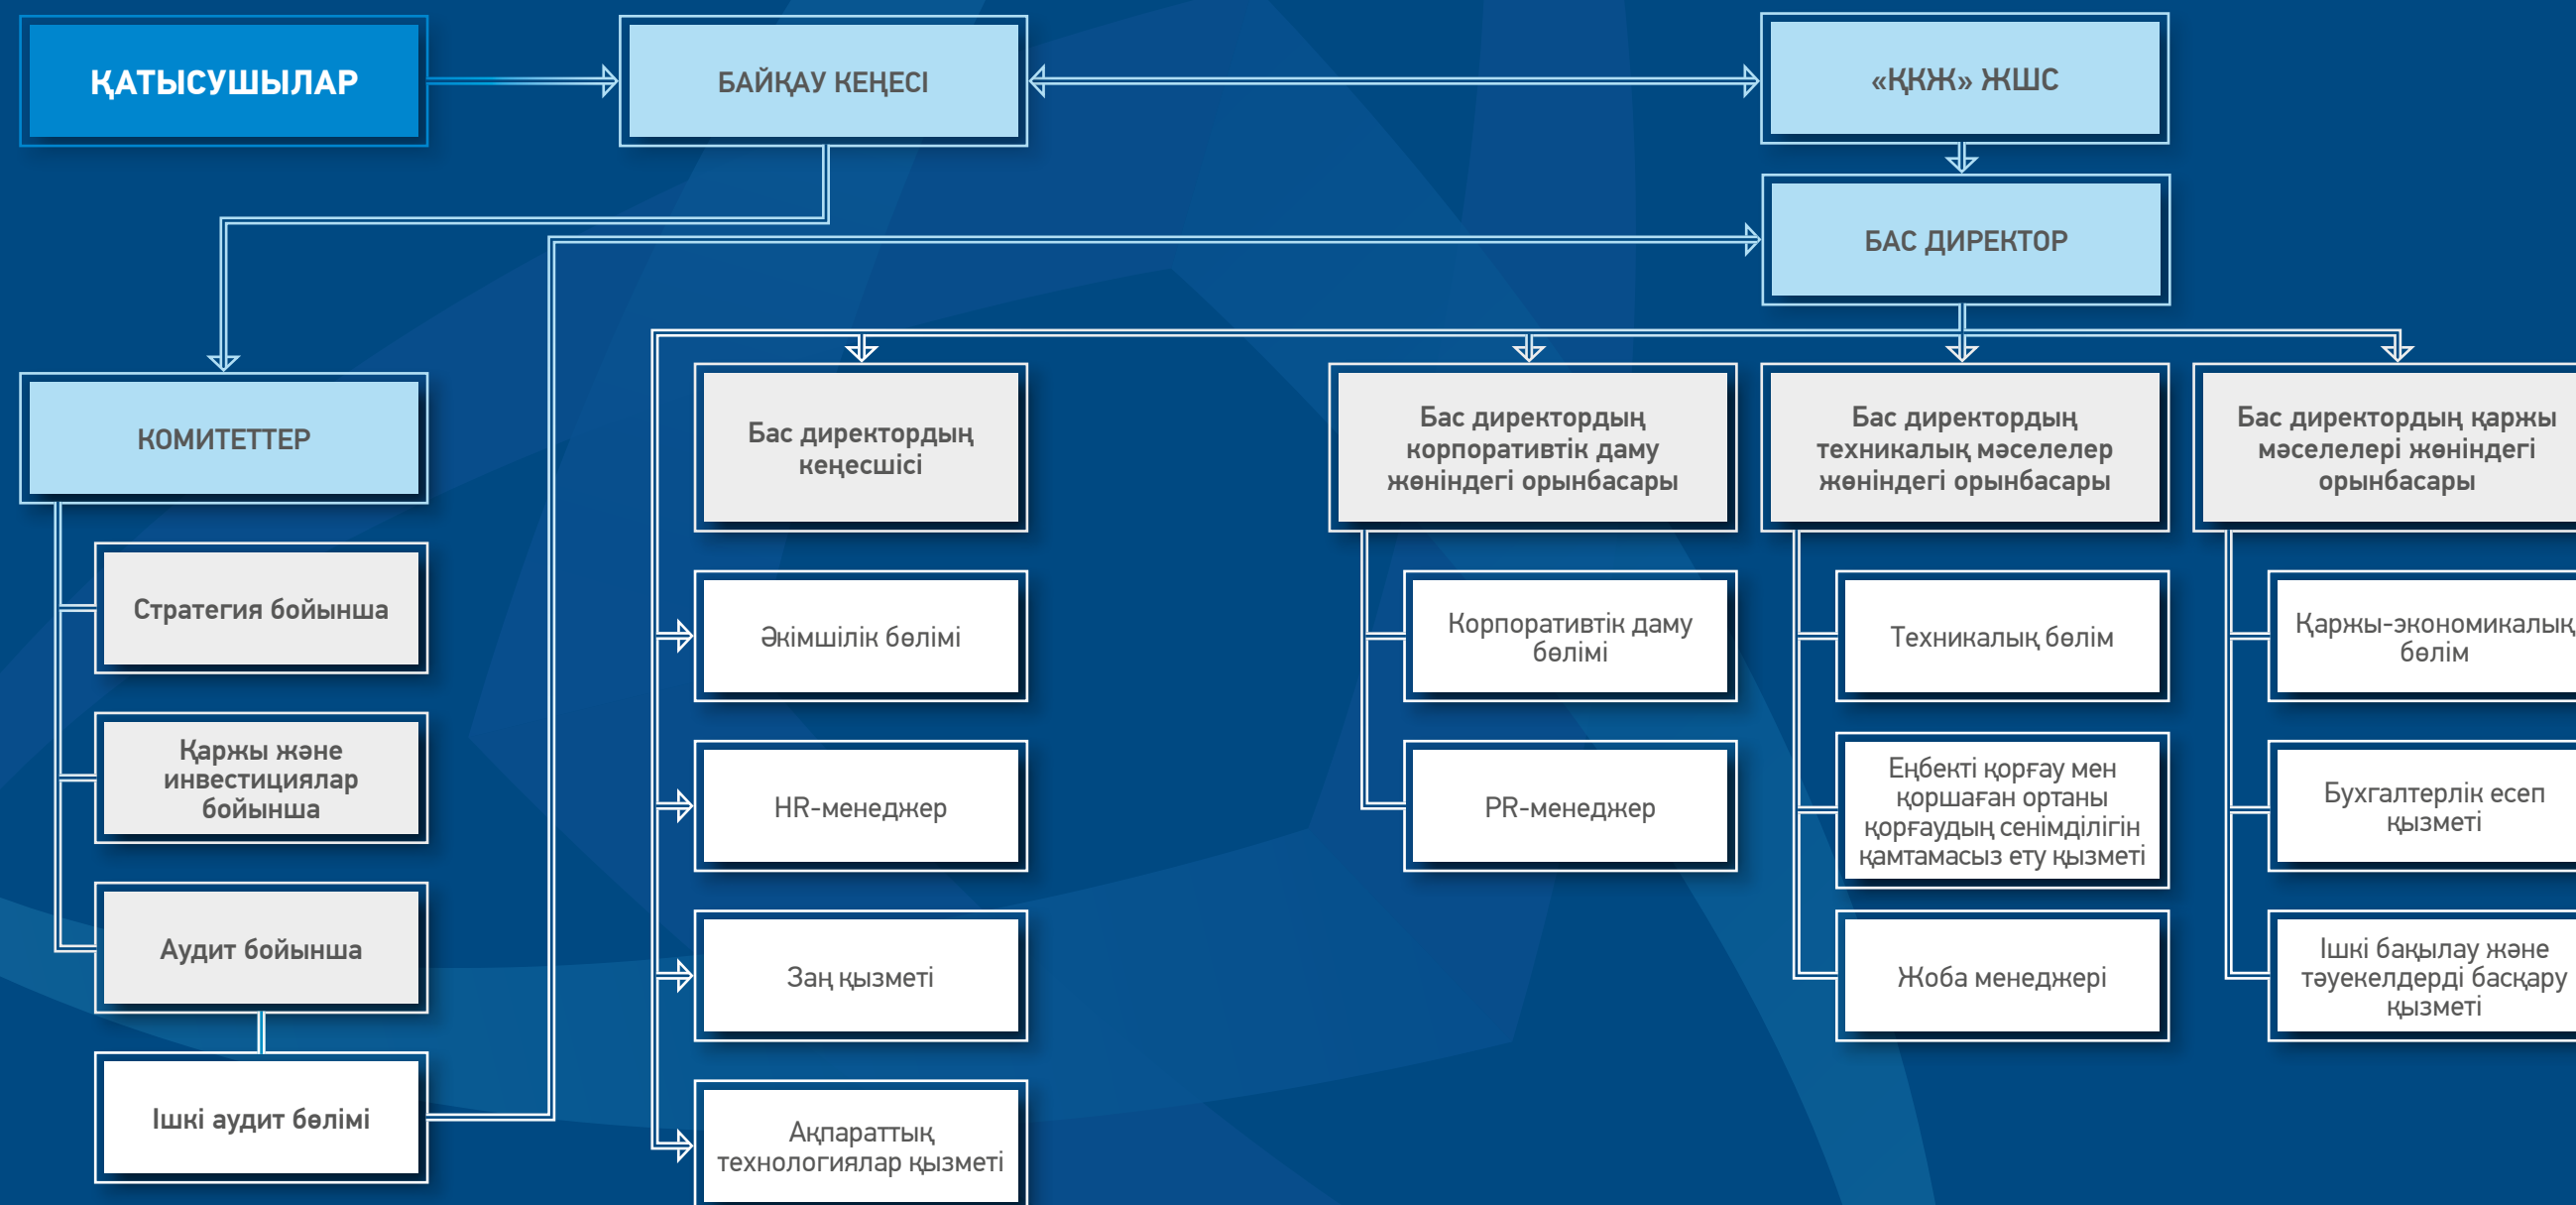 ҚАТЫСУШЫЛАР
БАЙҚАУ КЕҢЕСІ
«ҚКЖ» ЖШС
БАС ДИРЕКТОР
КОМИТЕТТЕР
Стратегия бойынша
Қаржы және
инвестициялар
бойынша
Аудит бойынша
Ішкі аудит бөлімі
Бас директордың
кеңесшісі
Әкімшілік бөлімі
HR-менеджер
Заң қызметі
Ақпараттық
технологиялар қызметі
Бас директордың
корпоративтік даму
жөніндегі орынбасары
Корпоративтік даму
бөлімі
PR-менеджер
Бас директордың
техникалық мәселелер
жөніндегі орынбасары
Техникалық бөлім
Еңбекті қорғау мен
қоршаған ортаны
қорғаудың сенімділігін
қамтамасыз ету қызметі
Жоба менеджері
Бас директордың қаржы
мәселелері жөніндегі
орынбасары
Қаржы-экономикалық
бөлім
Бухгалтерлік есеп
қызметі
Ішкі бақылау және
тәуекелдерді басқару
қызметі